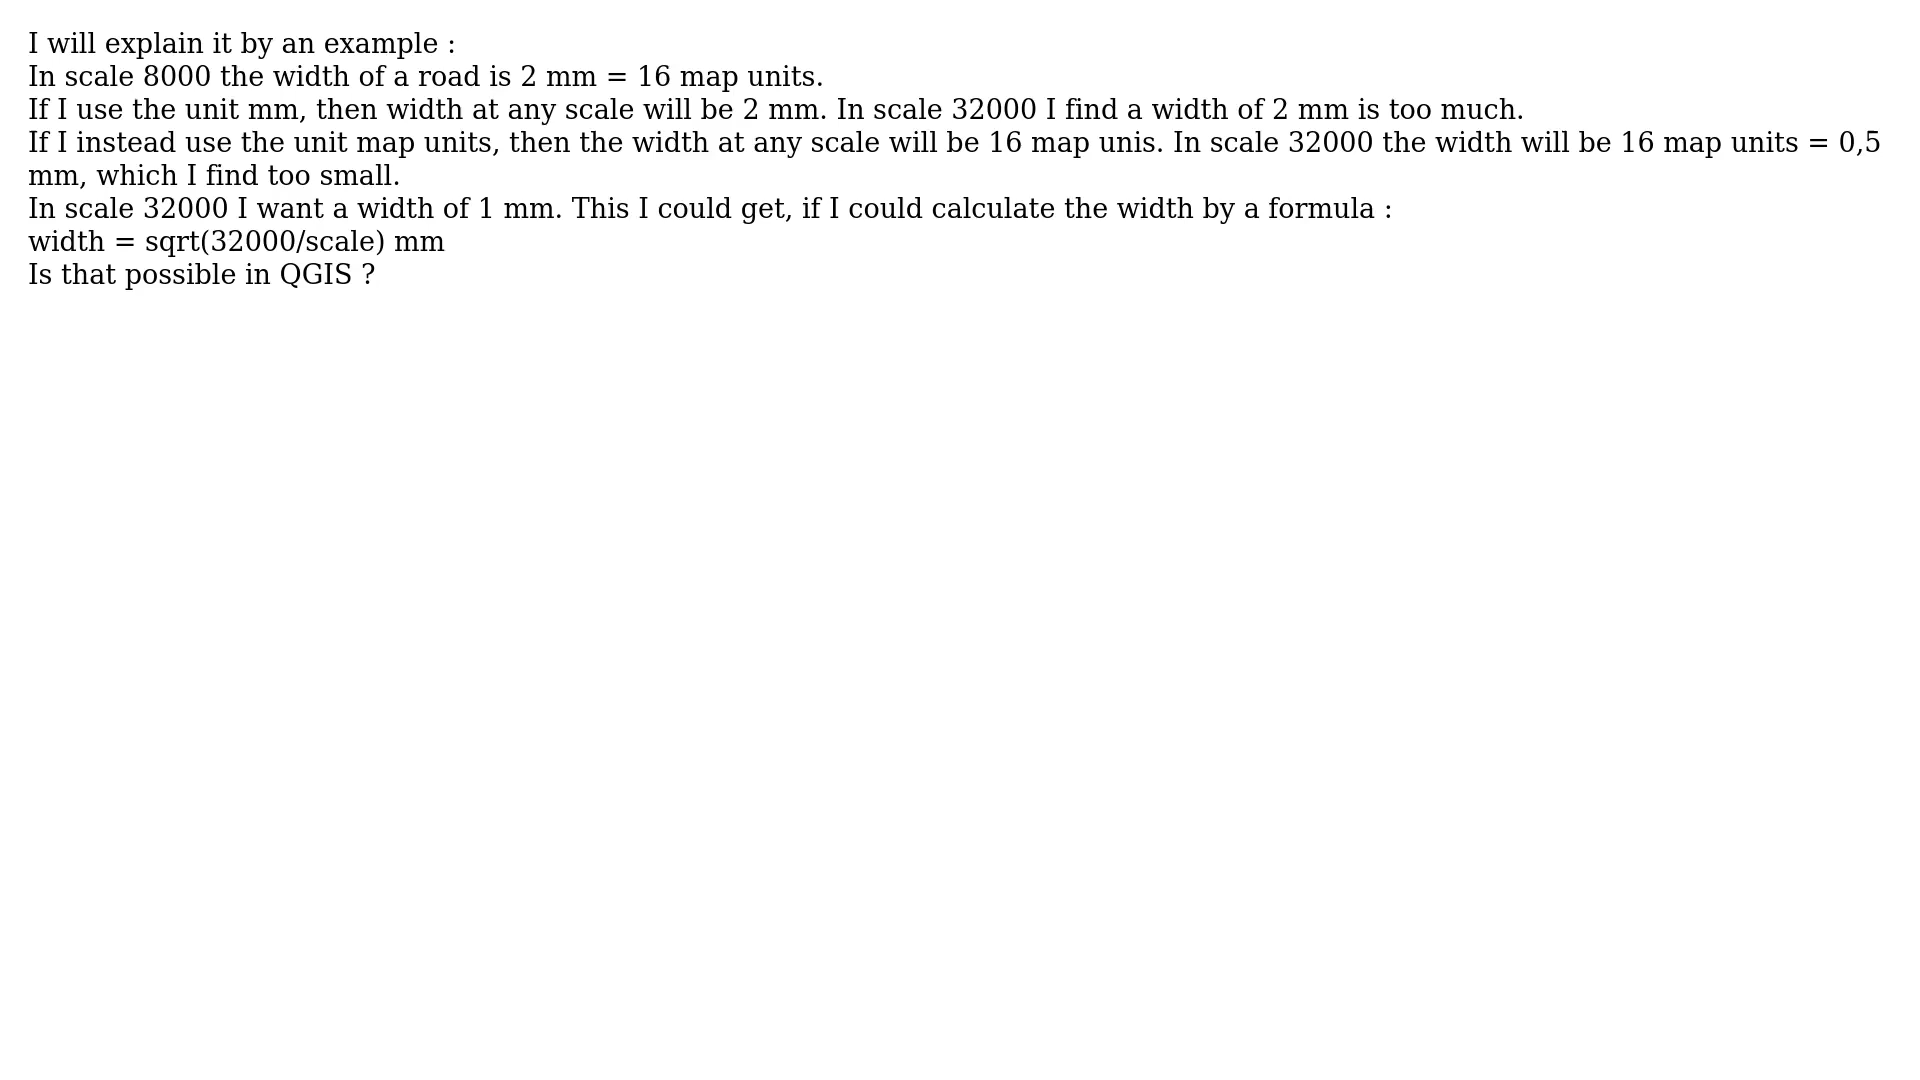 I will explain it by an example :
In scale 8000 the width of a road is 2 mm = 16 map units.
If I use the unit mm, then width at any scale will be 2 mm. In scale 32000 I find a width of 2 mm is too much.
If I instead use the unit map units, then the width at any scale will be 16 map unis. In scale 32000 the width will be 16 map units = 0,5
mm, which I find too small.
In scale 32000 I want a width of 1 mm. This I could get, if I could calculate the width by a formula :
width = sqrt(32000/scale) mm
Is that possible in QGIS ?